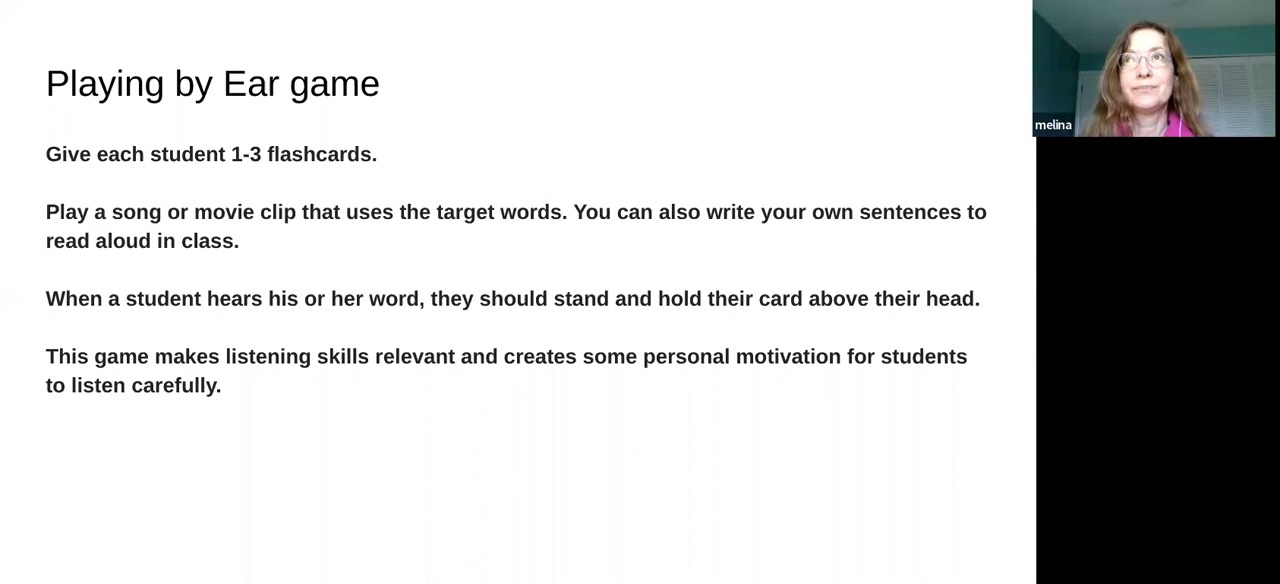 Playing by Ear game
Give each student 1-3 flashcards.
Play a song or movie clip that uses the target words. You can also write your own sentences to
read aloud in class.
When a student hears his or her word, they should stand and hold their card above their head.
This game makes listening skills relevant and creates some personal motivation for students
to listen carefully.
melina